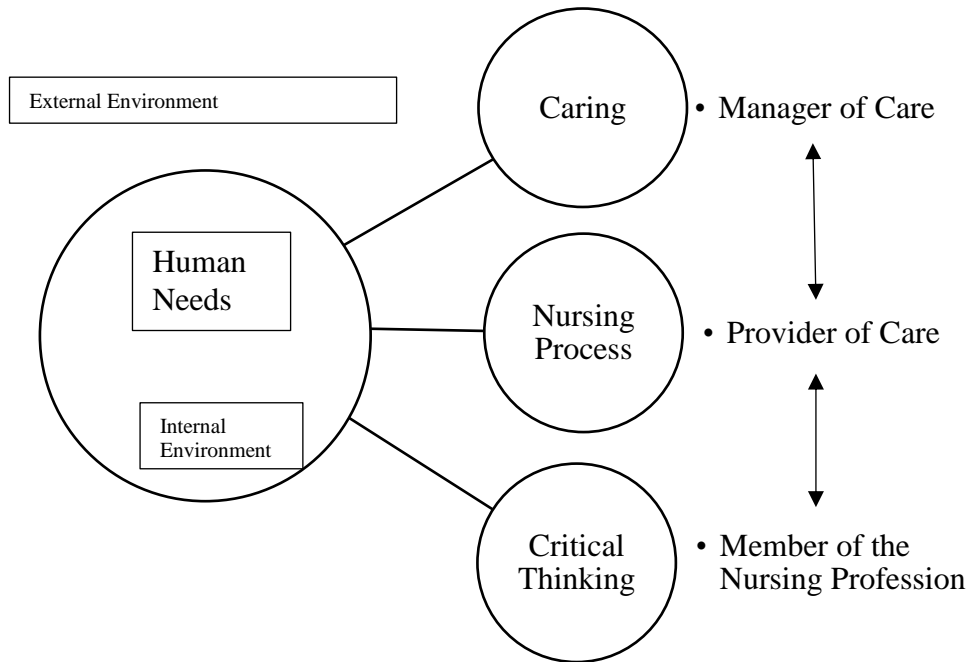 External Environment
Caring
• Manager of Care
Human
Needs
Nursing
Process
• Provider of Care
Internal
Environment
Critical
Thinking
• Member of the
Nursing Profession